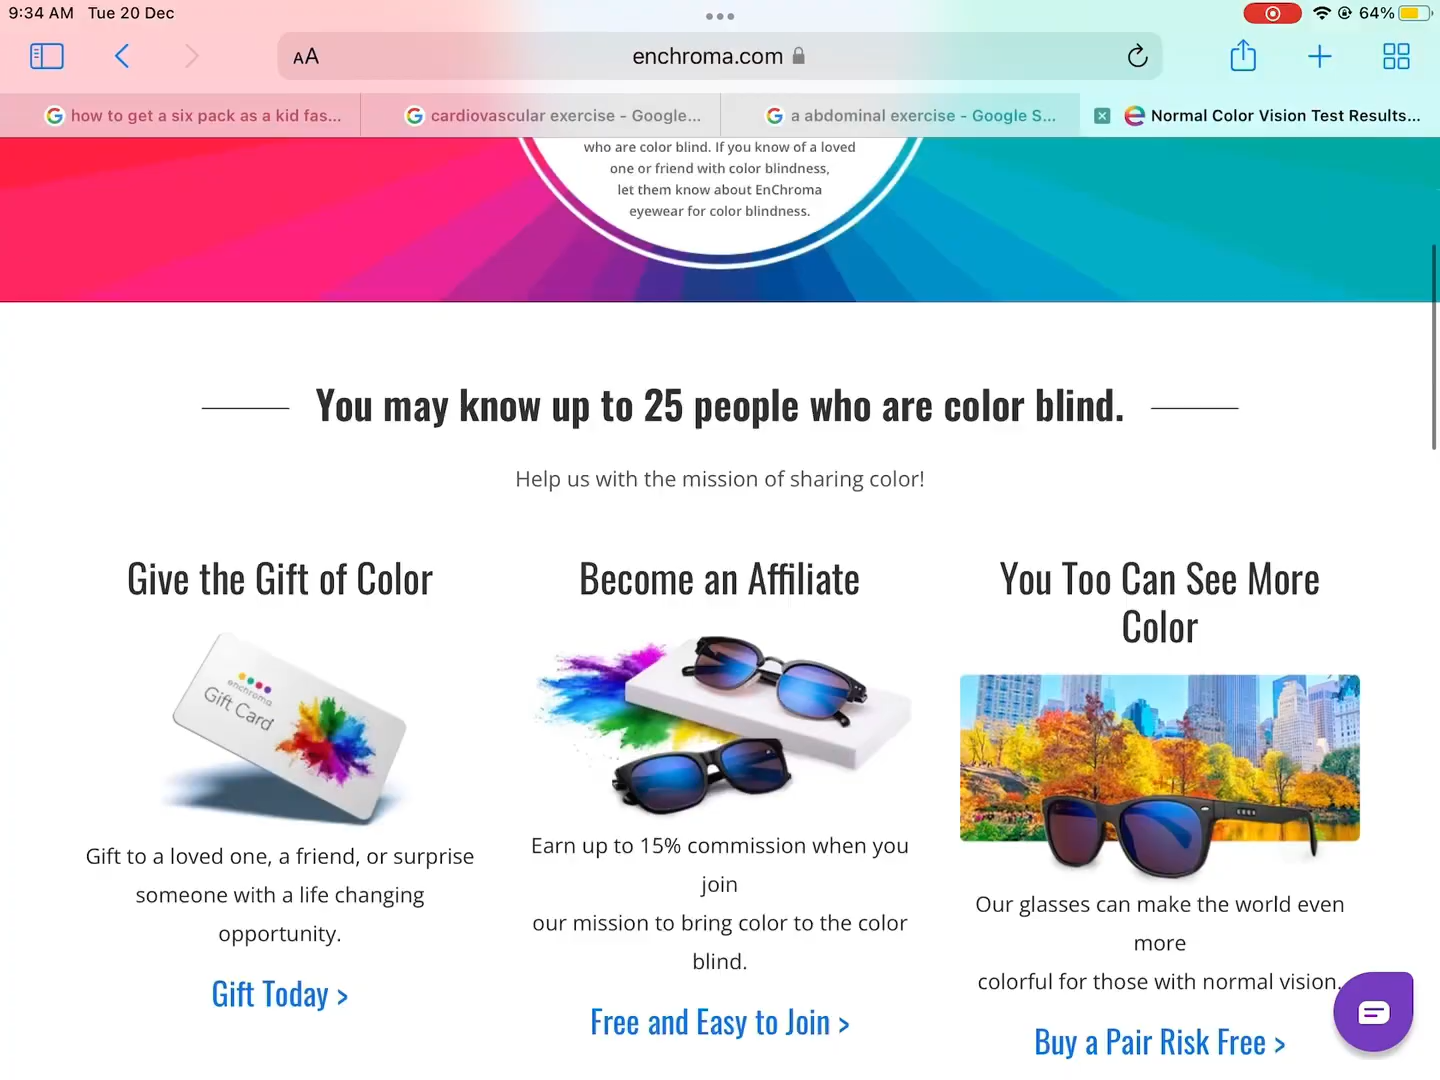 9:34 AM Tue 20 Dec
64%
AA
enchroma.com
how to get a six pack as a kid fas...
cardiovascular exercise - Google...
a abdominal exercise - Google S...
Normal Color Vision Test Results...
who are color blind. If you know of a loved
one or friend with color blindness,
let them know about EnChroma
eyewear for color blindness.
You may know up to 25 people who are color blind.
Help us with the mission of sharing color!
Give the Gift of Color
enchroma
Gift Card
Gift to a loved one, a friend, or surprise
someone with a life changing
opportunity.
Gift Today >
Become an Affiliate
Earn up to 15% commission when you
join
our mission to bring color to the color
blind.
Free and Easy to Join >
You Too Can See More
Color
Our glasses can make the world even
more
colorful for those with normal vision.
Buy a Pair Risk Free >